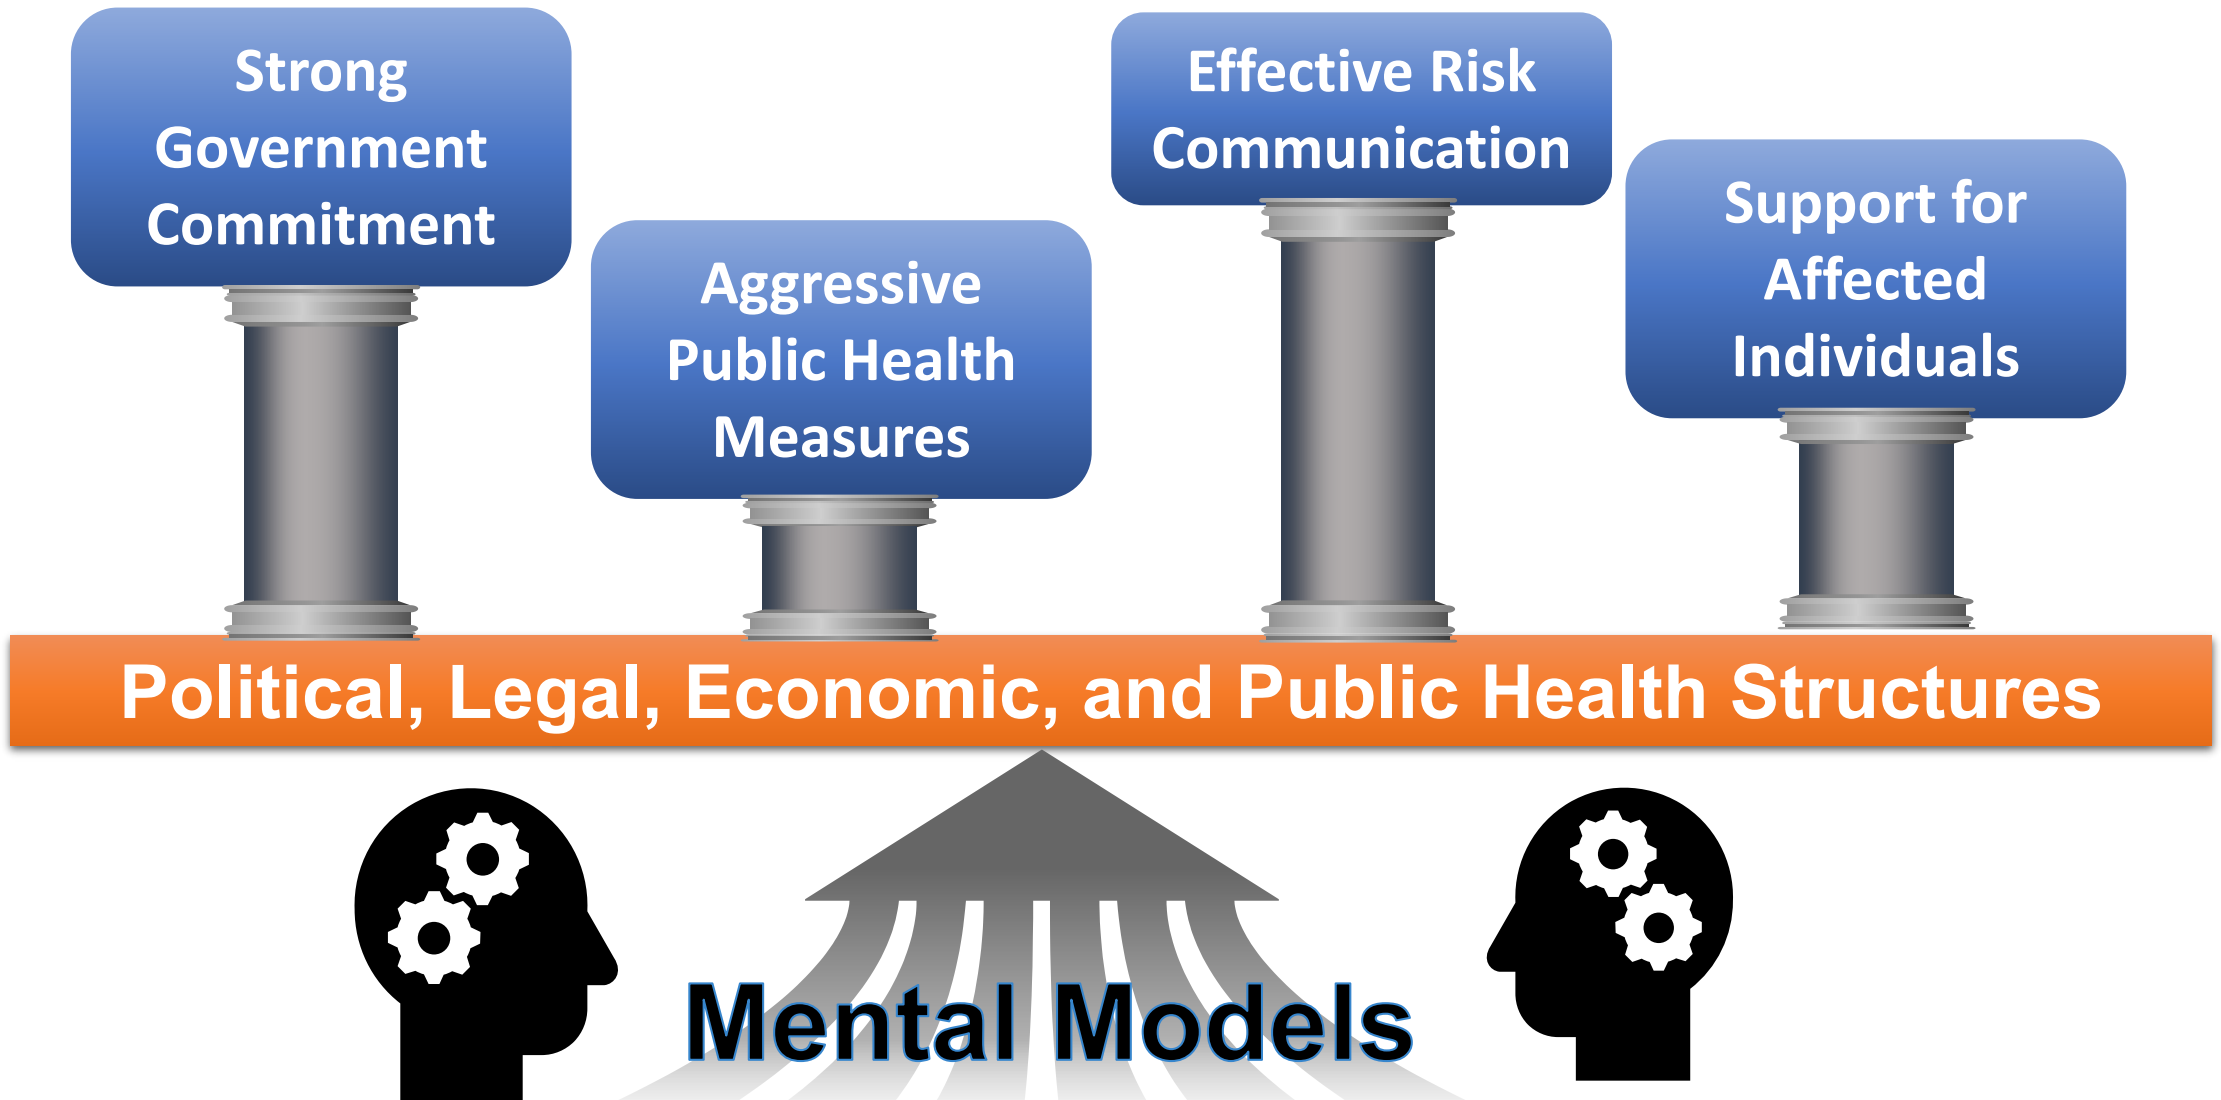 Strong
Government
Commitment
Aggressive
Public Health
Measures
Effective Risk
Communication
Support for
Affected
Individuals
Political, Legal, Economic, and Public Health Structures
Mental Models